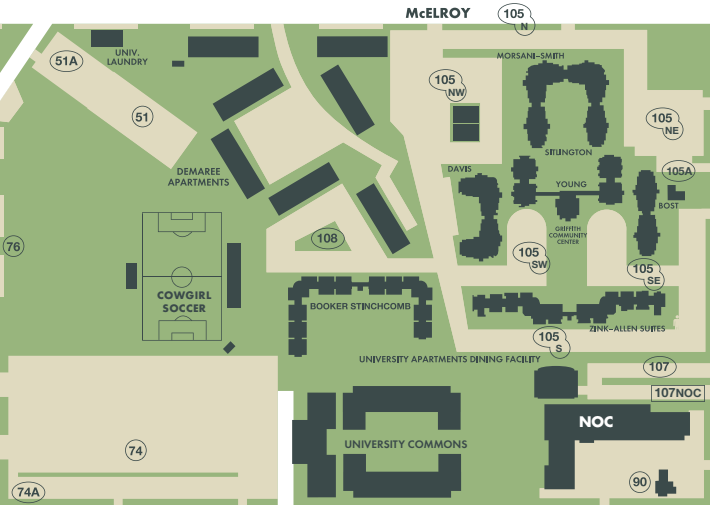 McELROY
105
N
51A
UNIV.
LAUNDRY
MORSANI-SMITH
105
NW
51
105
NE
SITLINGTON
DAVIS
DEMAREE
APARTMENTS
105A
YOUNG
BOST
GRIFFITH
COMMUNITY
CENTER
76
108
105
SW
105
SE
COWGIRL
SOCCER
BOOKER STINCHCOMB
ZINK-ALLEN SUITES
105
S
UNIVERSITY APARTMENTS DINING FACILITY
107
107NOC
NOC
74
UNIVERSITY COMMONS
90
74A